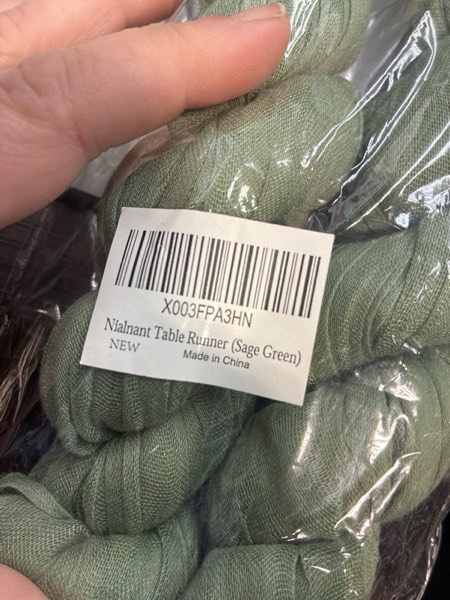 X003FPA3HN
Nialnant Table Runner (Sage Green)
NEW
Made in China